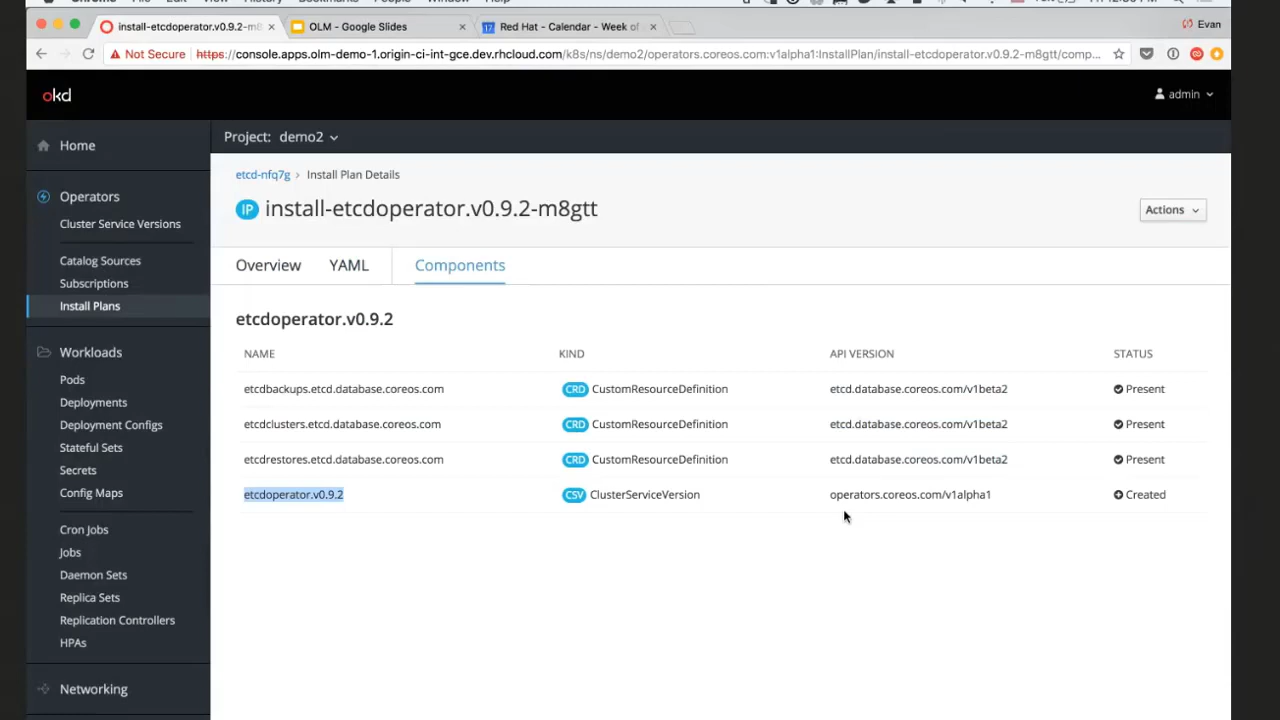 install-etcdoperator.v0.9.2-m8 × OLM - Google Slides × 17 Red Hat - Calendar - Week of × Evan
Not Secure https://console.apps.olm-demo-1.origin-ci-int-gce.dev.rhcloud.com/k8s/ns/demo2/operators.coreos.com:v1alpha1:InstallPlan/install-etcdoperator.v0.9.2-m8gtt/comp...
okd admin
Project: demo2
Home
Operators
Cluster Service Versions
Catalog Sources
Subscriptions
Install Plans
Workloads
Pods
Deployments
Deployment Configs
Stateful Sets
Secrets
Config Maps
Cron Jobs
Jobs
Daemon Sets
Replica Sets
Replication Controllers
HPAs
Networking
etcd-nfq7g > Install Plan Details
IP install-etcdoperator.v0.9.2-m8gtt
Actions
Overview YAML Components
etcdoperator.v0.9.2
NAME KIND API VERSION STATUS
etcdbackups.etcd.database.coreos.com CRD CustomResourceDefinition etcd.database.coreos.com/v1beta2 Present
etcdclusters.etcd.database.coreos.com CRD CustomResourceDefinition etcd.database.coreos.com/v1beta2 Present
etcdrestores.etcd.database.coreos.com CRD CustomResourceDefinition etcd.database.coreos.com/v1beta2 Present
etcdoperator.v0.9.2 CSV ClusterServiceVersion operators.coreos.com/v1alpha1 Created